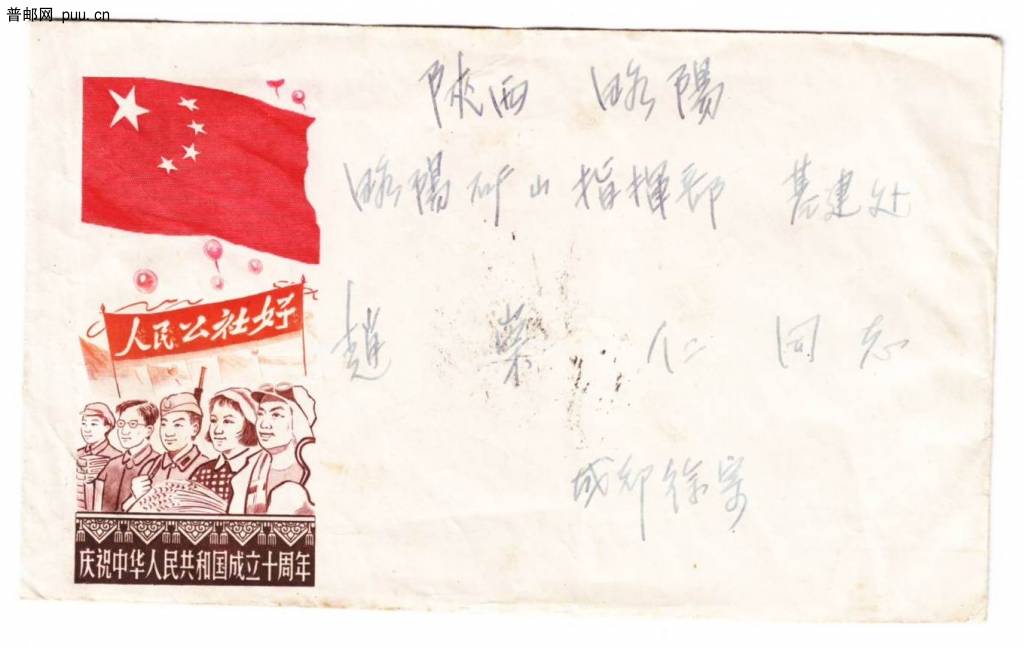 普邮网 puu.cn
陕西 略陽
略陽矿山指揮部 基建处
趙荣仁同志
成都徐寄
人民公社好
庆祝中华人民共和国成立十周年